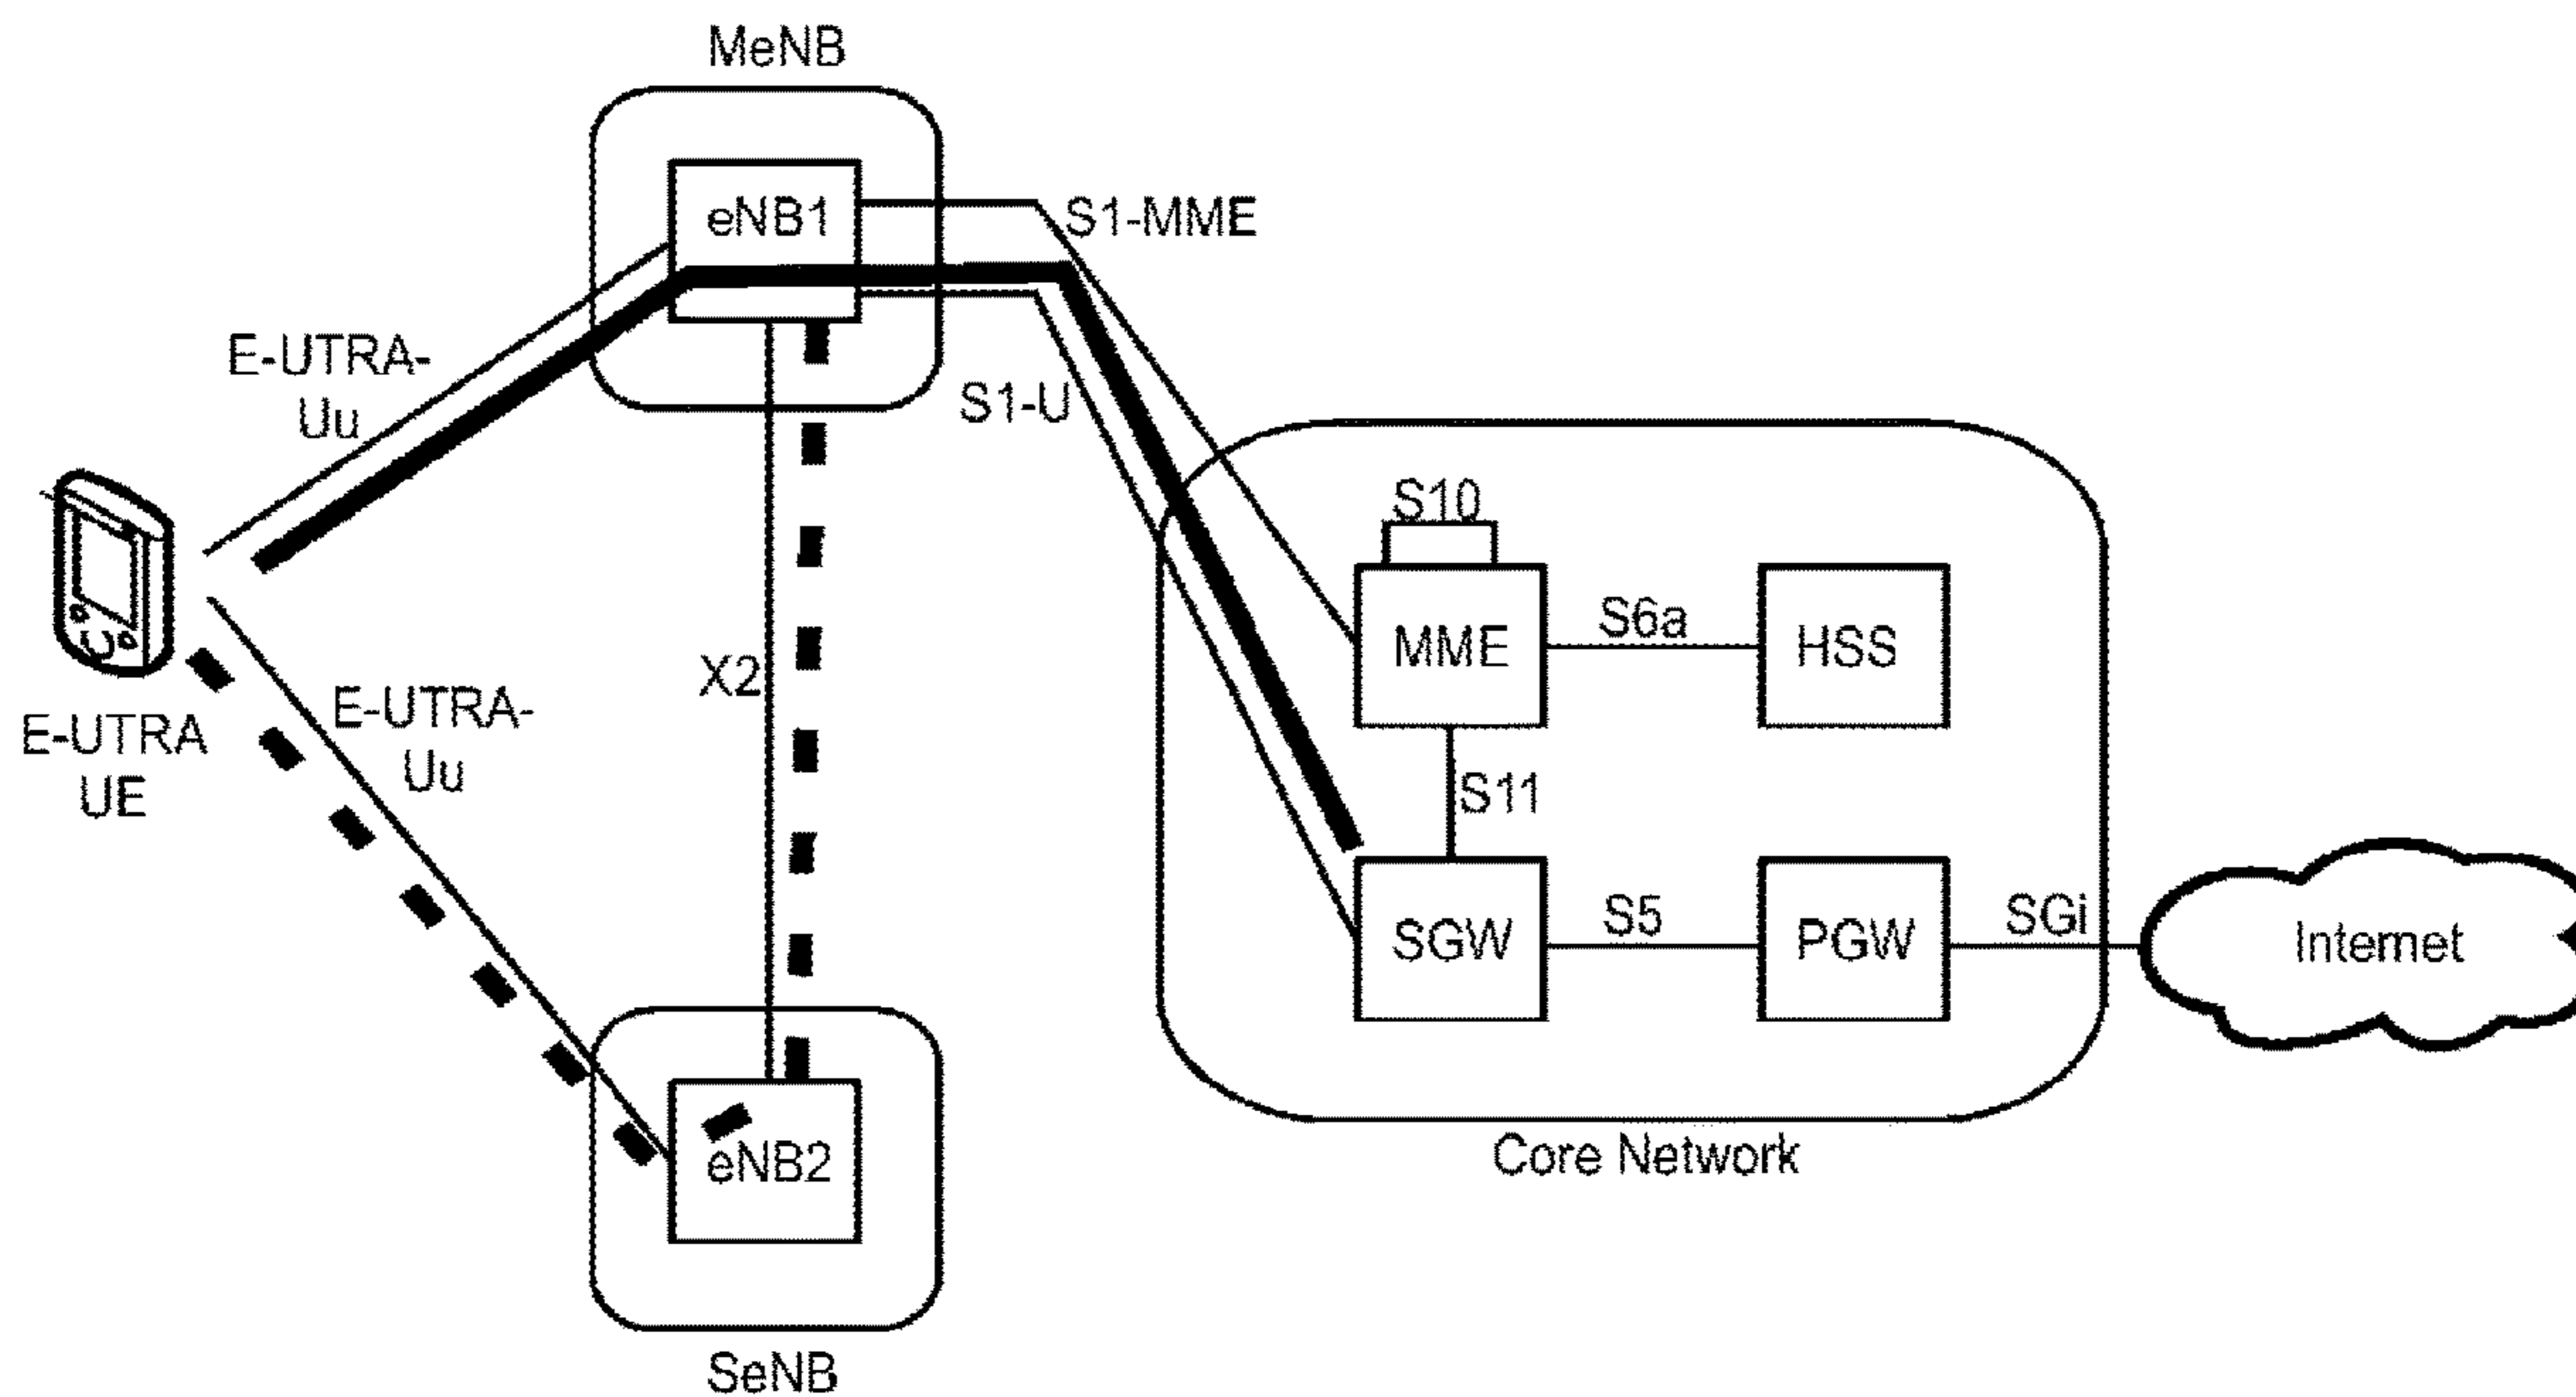 MeNB
eNB1
S1-MME
E-UTRA-
Uu
S1-U
S10
MME
S6a
HSS
X2
E-UTRA-
Uu
E-UTRA
UE
S11
SGW
S5
PGW
SGi
Internet
eNB2
Core Network
SeNB